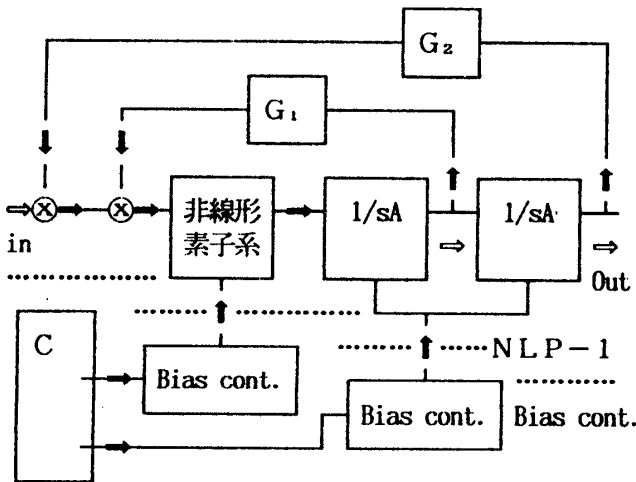 G₂
G₁
非線形
素子系
1/sA
1/sA
in
Out
C
Bias cont.
NLP-1
Bias cont.
Bias cont.